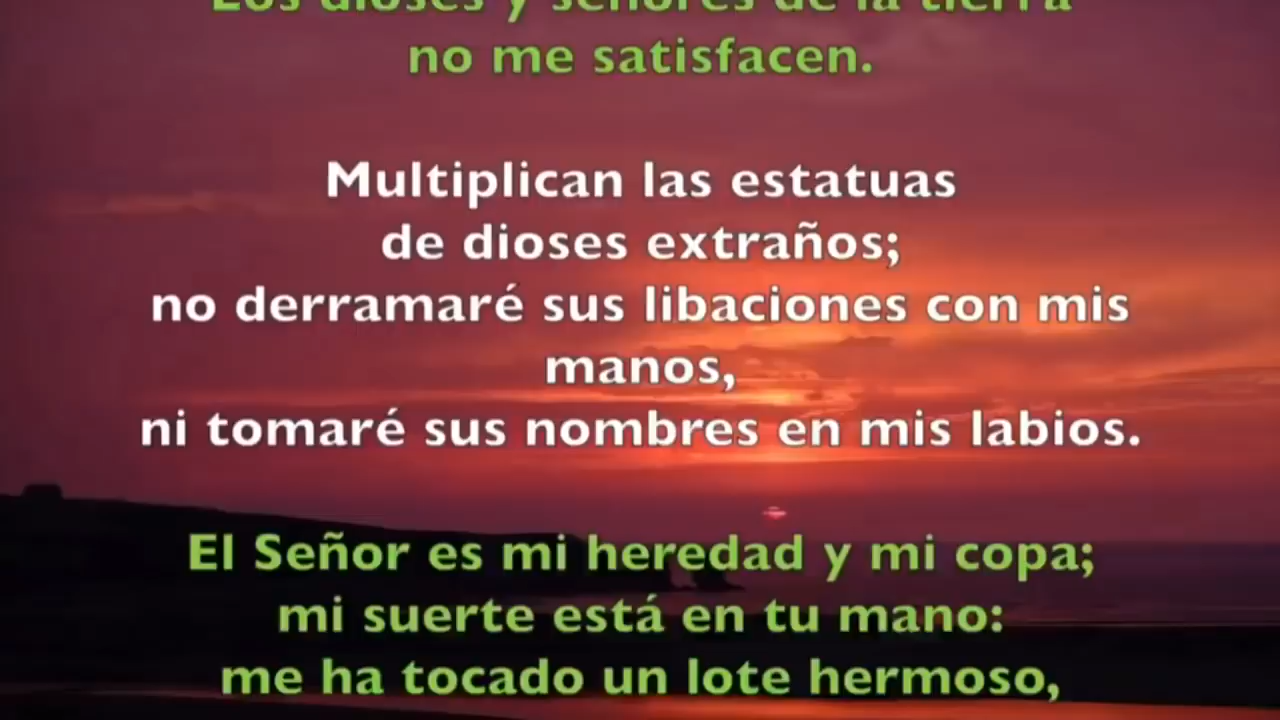 Los dioses y señores de la tierra
no me satisfacen.
Multiplican las estatuas
de dioses extraños;
no derramaré sus libaciones con mis
manos,
ni tomaré sus nombres en mis labios.
El Señor es mi heredad y mi copa;
mi suerte está en tu mano:
me ha tocado un lote hermoso,